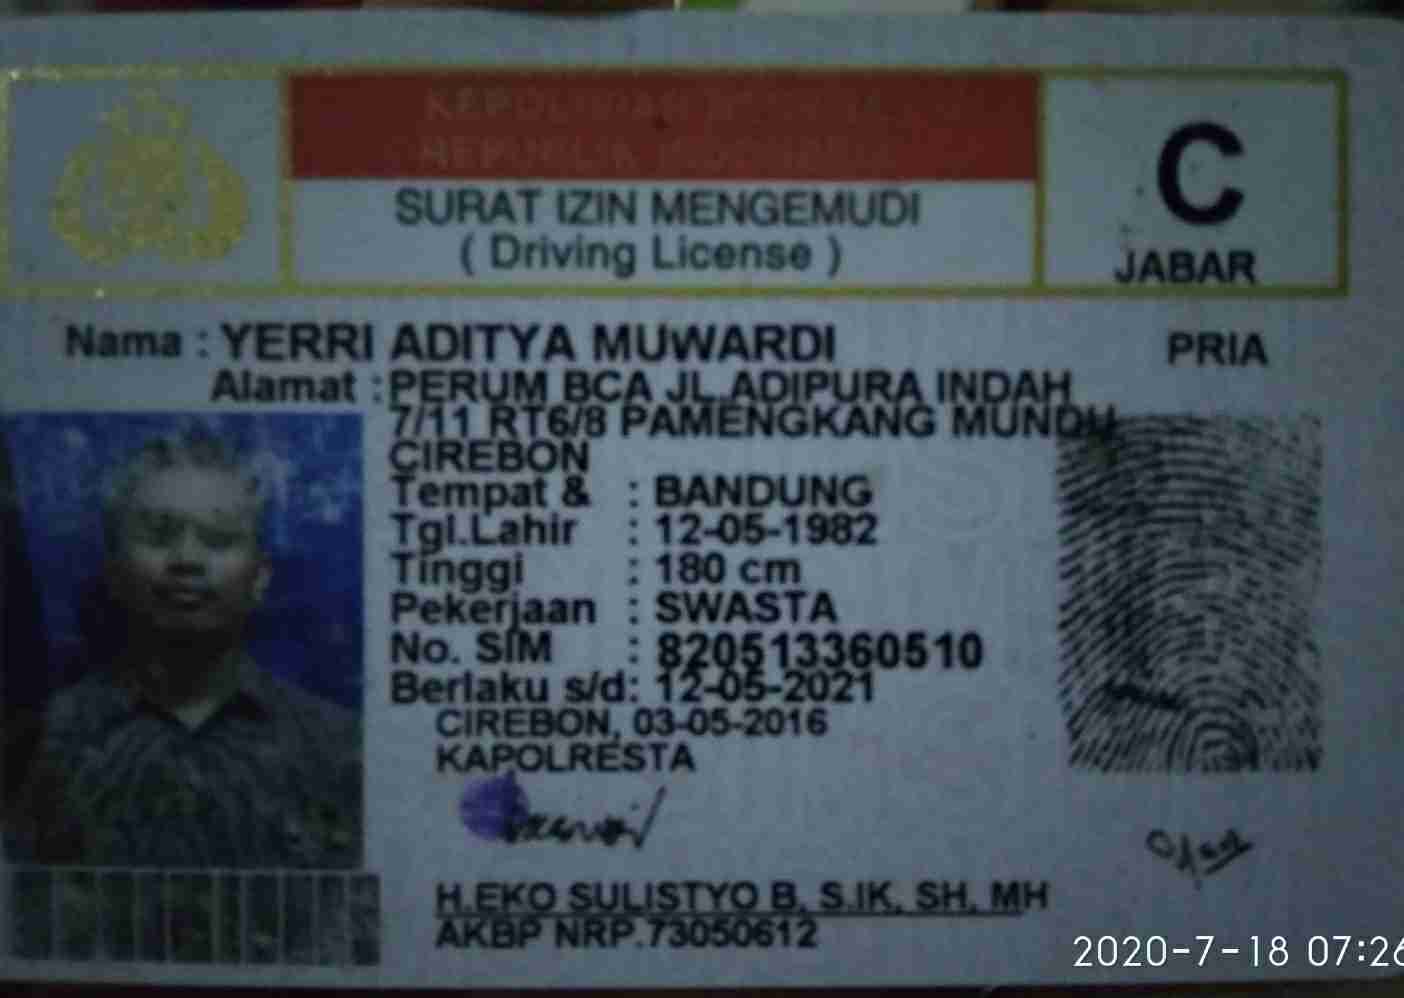 KEPOLISIAN NEGARA
REPUBLIK INDONESIA
SURAT IZIN MENGEMUDI
( Driving License )
C
JABAR
Nama : YERRI ADITYA MUWARDI
PRIA
Alamat : PERUM BCA JL.ADIPURA INDAH
7/11 RT6/8 PAMENGKANG MUNDU
CIREBON
Tempat & : BANDUNG
Tgl.Lahir : 12-05-1982
Tinggi : 180 cm
Pekerjaan : SWASTA
No. SIM : 820513360510
Berlaku s/d: 12-05-2021
CIREBON, 03-05-2016
KAPOLRESTA
H.EKO SULISTYO B, S.IK, SH, MH
AKBP NRP.73050612
2020-7-18 07:26